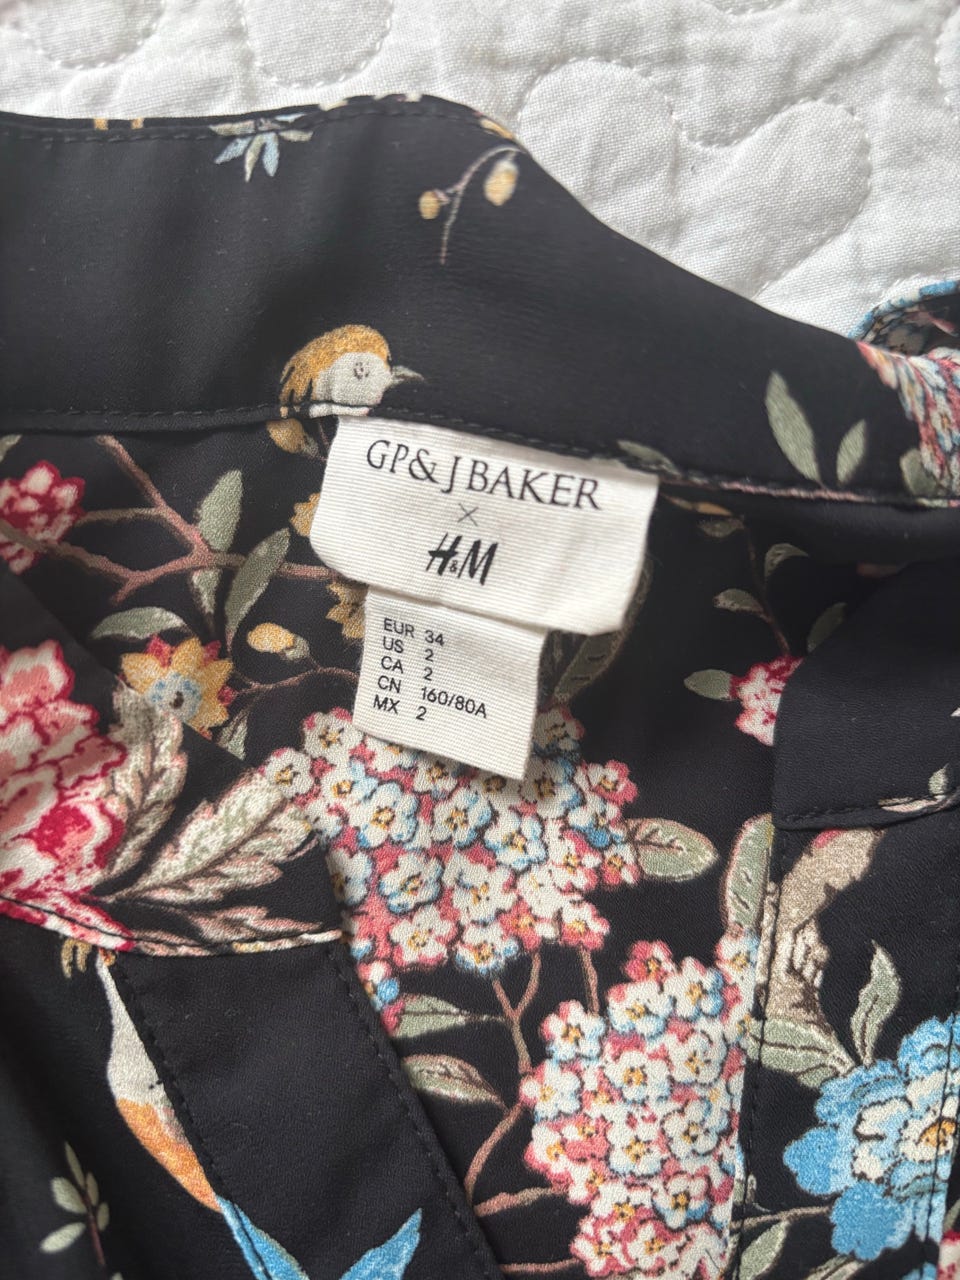 GP & J BAKER
×
H&M
EUR 34
US 2
CA 2
CN 160/80A
MX 2